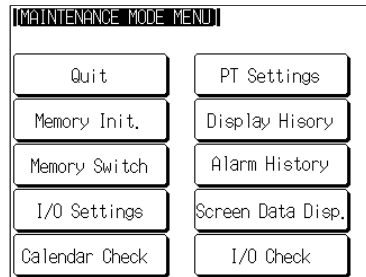 [MAINTENANCE MODE MENU]
Quit
PT Settings
Memory Init.
Display Hisory
Memory Switch
Alarm History
I/O Settings
Screen Data Disp.
Calendar Check
I/O Check